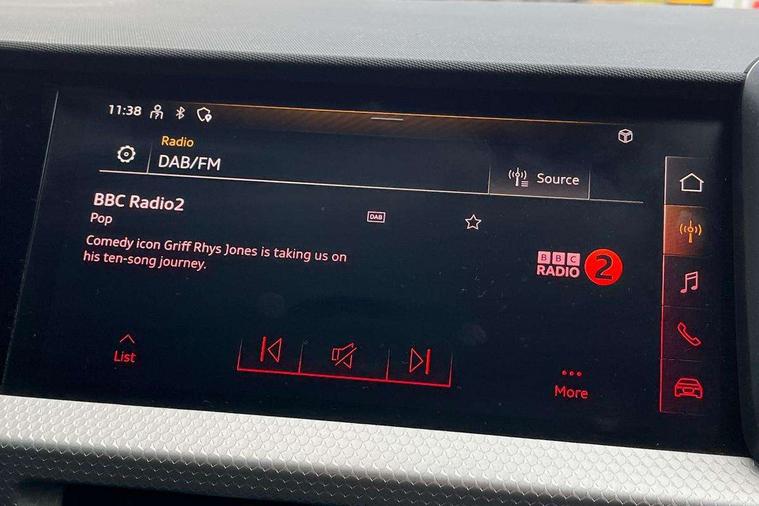 11:38
Radio
DAB/FM
Source
BBC Radio2
Pop
DAB
Comedy icon Griff Rhys Jones is taking us on
his ten-song journey.
BBC
RADIO 2
List
More